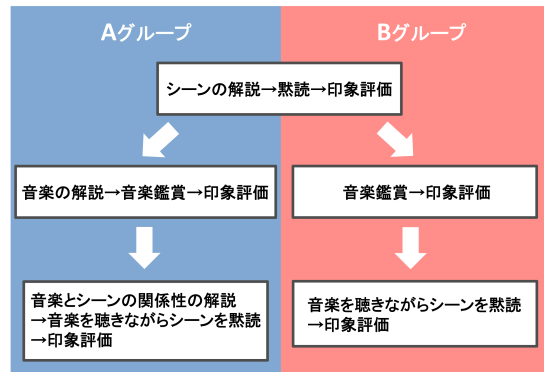 Aグループ
Bグループ
シーンの解説→黙読→印象評価
音楽の解説→音楽鑑賞→印象評価
音楽鑑賞→印象評価
音楽とシーンの関係性の解説
→音楽を聴きながらシーンを黙読
→印象評価
音楽を聴きながらシーンを黙読
→印象評価